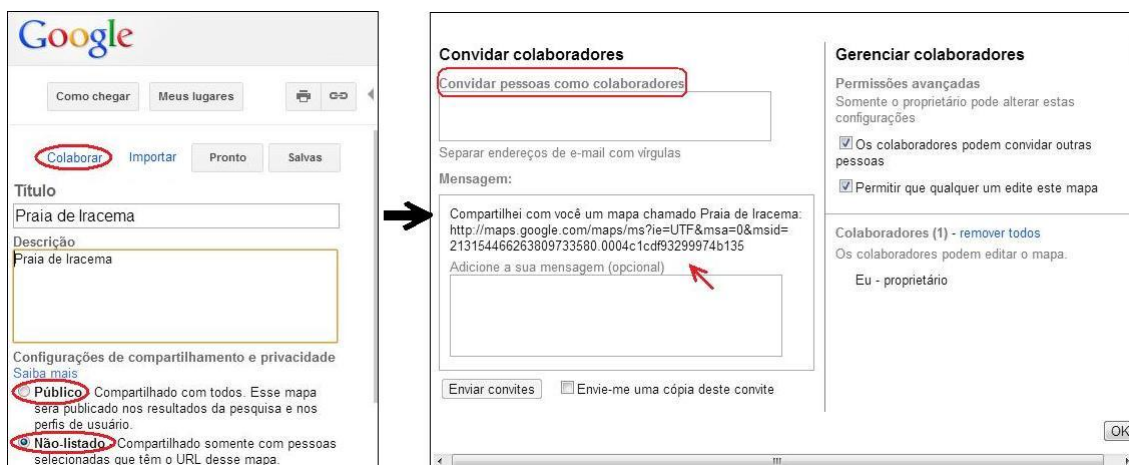 Google
Como chegar
Meus lugares
Colaborar
Importar
Pronto
Salvas
Título
Praia de Iracema
Descrição
Praia de Iracema
Configurações de compartilhamento e privacidade
Saiba mais
Público - Compartilhado com todos. Esse mapa
será publicado nos resultados da pesquisa e nos
perfis de usuário.
Não-listado - Compartilhado somente com pessoas
selecionadas que têm o URL desse mapa.
Convidar colaboradores
Convidar pessoas como colaboradores
Separar endereços de e-mail com vírgulas
Mensagem:
Compartilhei com você um mapa chamado Praia de Iracema:
http://maps.google.com/maps/ms?ie=UTF&msa=0&msid=
213154466263809733580.0004c1cdf93299974b135
Adicione a sua mensagem (opcional)
Enviar convites
Envie-me uma cópia deste convite
Gerenciar colaboradores
Permissões avançadas
Somente o proprietário pode alterar estas
configurações
Os colaboradores podem convidar outras
pessoas
Permitir que qualquer um edite este mapa
Colaboradores (1) - remover todos
Os colaboradores podem editar o mapa.
Eu - proprietário
OK